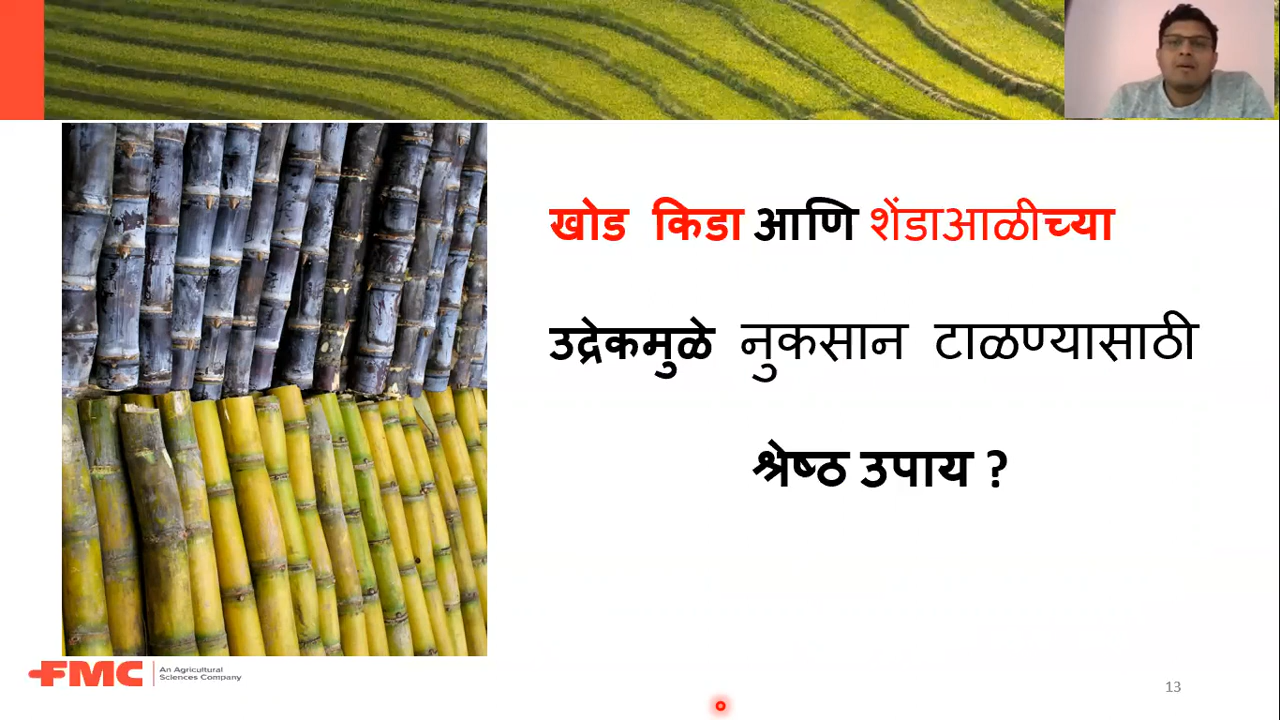 खोड किडा आणि शेंडाआळीच्या
उद्रेकमुळे नुकसान टाळण्यासाठी
श्रेष्ठ उपाय ?
FMC
An Agricultural
Sciences Company
13